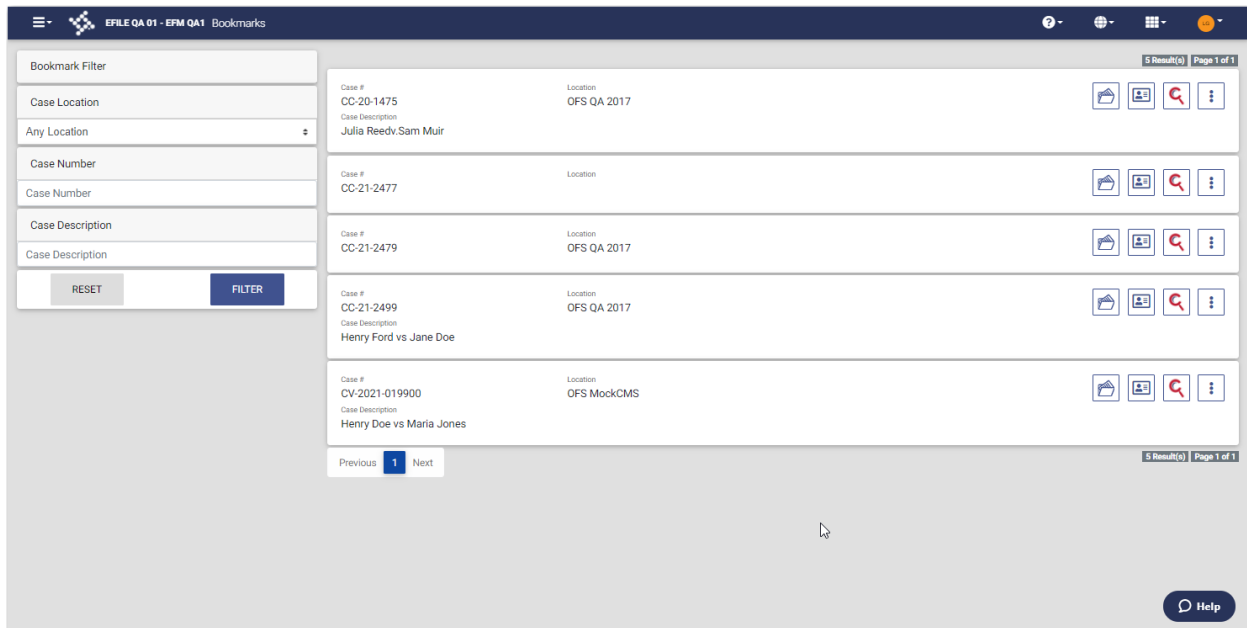 EFILE QA 01 - EFM QA1 Bookmarks
LG
Bookmark Filter
Case Location
Any Location
Case Number
Case Number
Case Description
Case Description
RESET FILTER
5 Result(s) Page 1 of 1
Case # Location
CC-20-1475 OFS QA 2017
Case Description
Julia Reedv.Sam Muir
Case # Location
CC-21-2477
Case # Location
CC-21-2479 OFS QA 2017
Case # Location
CC-21-2499 OFS QA 2017
Case Description
Henry Ford vs Jane Doe
Case # Location
CV-2021-019900 OFS MockCMS
Case Description
Henry Doe vs Maria Jones
Previous 1 Next
5 Result(s) Page 1 of 1
Help